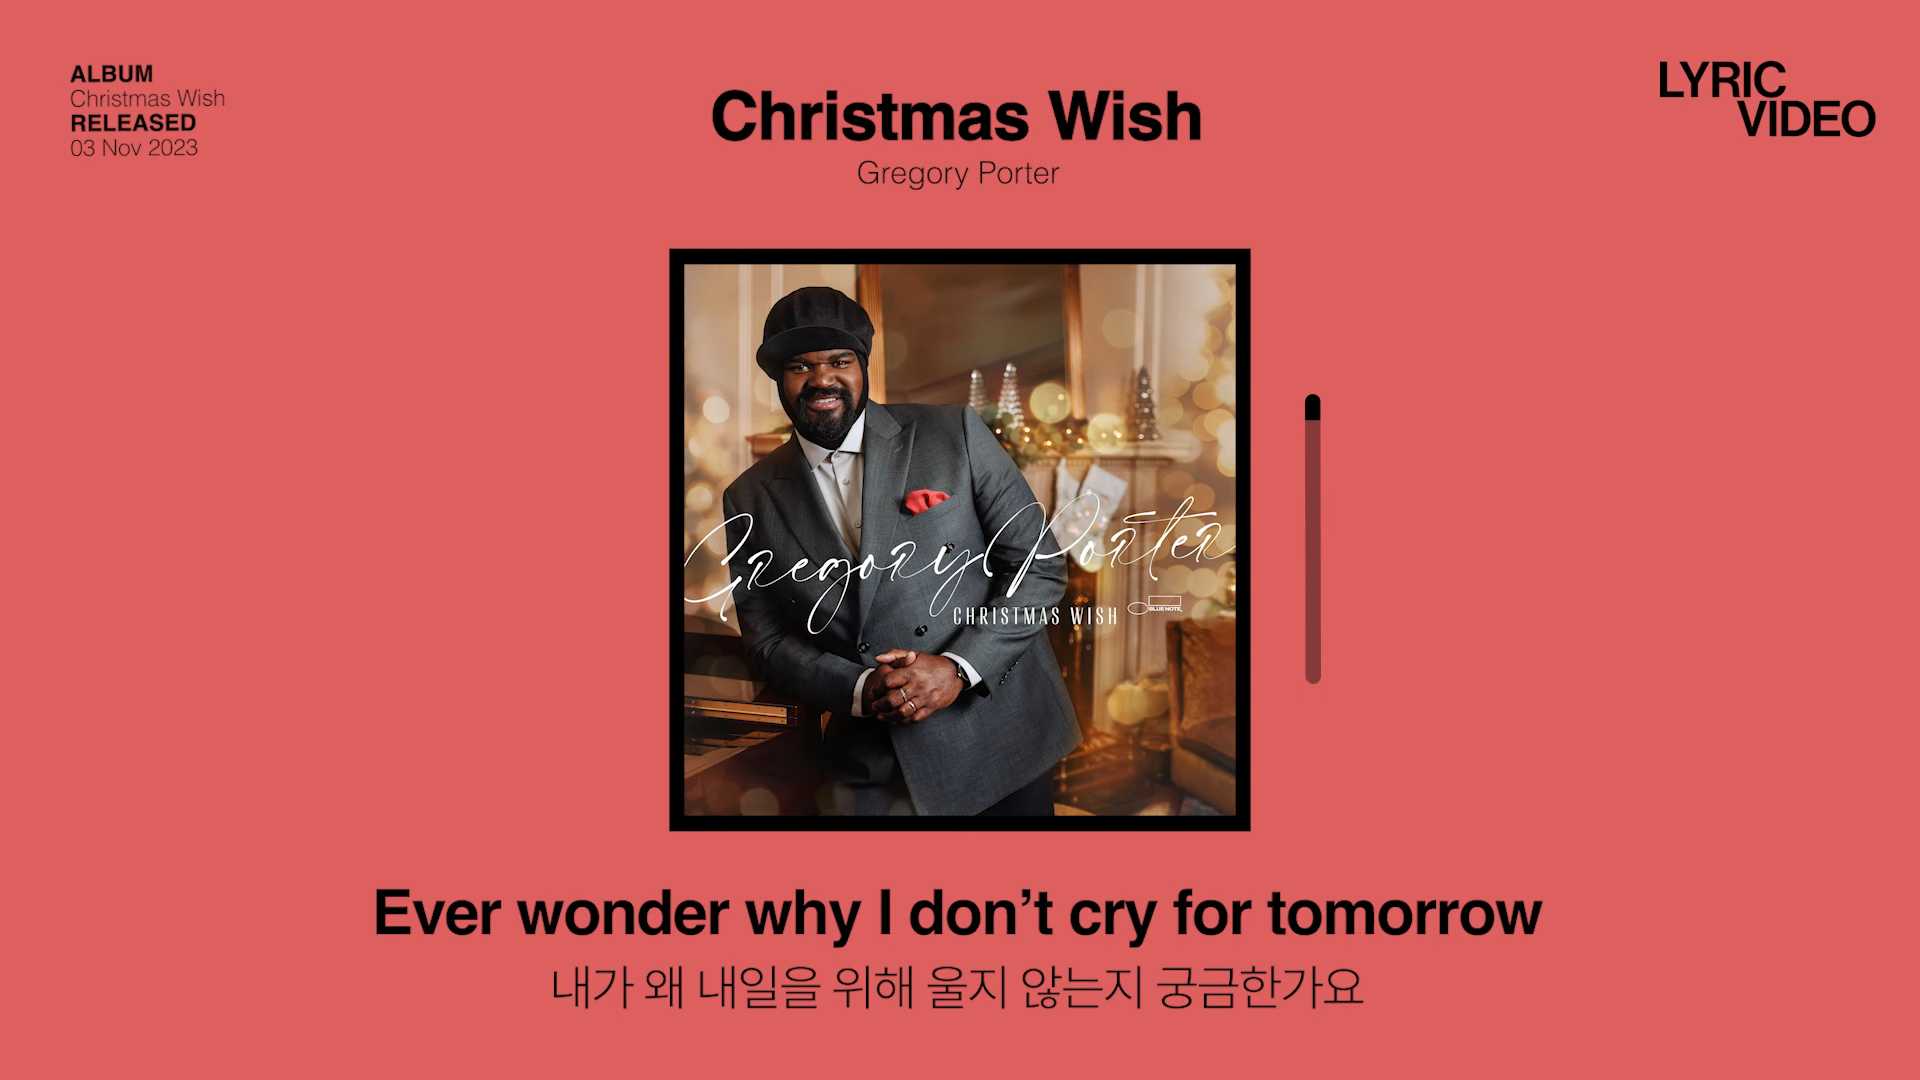 ALBUM
Christmas Wish
RELEASED
03 Nov 2023
Christmas Wish
Gregory Porter
LYRIC
VIDEO
Gregory Porter
CHRISTMAS WISH
BLUE NOTE
Ever wonder why I don’t cry for tomorrow
내가 왜 내일을 위해 울지 않는지 궁금한가요